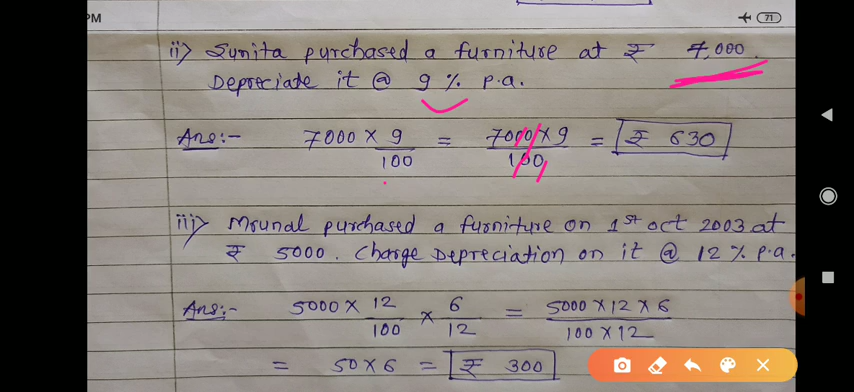 PM
71
ii) Sunita purchased a furniture at ₹ 7,000.
Depreciate it @ 9 % p.a.
Ans:- 7000 × 9/100 = 7000 × 9/100 = ₹ 630
iii) Mrunal purchased a furniture on 1st oct 2003 at
₹ 5000. Charge Depreciation on it @ 12 % p.a.
Ans:- 5000 × 12/100 × 6/12 = 5000 × 12 × 6/100 × 12
= 50 × 6 = ₹ 300